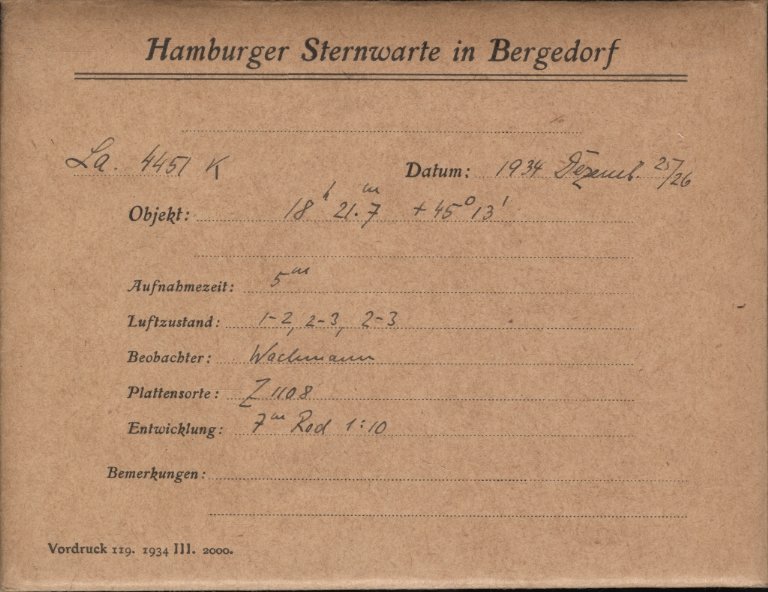 Hamburger Sternwarte in Bergedorf
La. 4451 K Datum: 1934 Dezemb. 25/26
Objekt: 18h 21.7m +45° 13'
Aufnahmezeit: 5m
Luftzustand: 1-2, 2-3, 2-3
Beobachter: Wachmann
Plattensorte: Z 1108
Entwicklung: 7m Rod 1:10
Bemerkungen:
Vordruck 119. 1934 III. 2000.